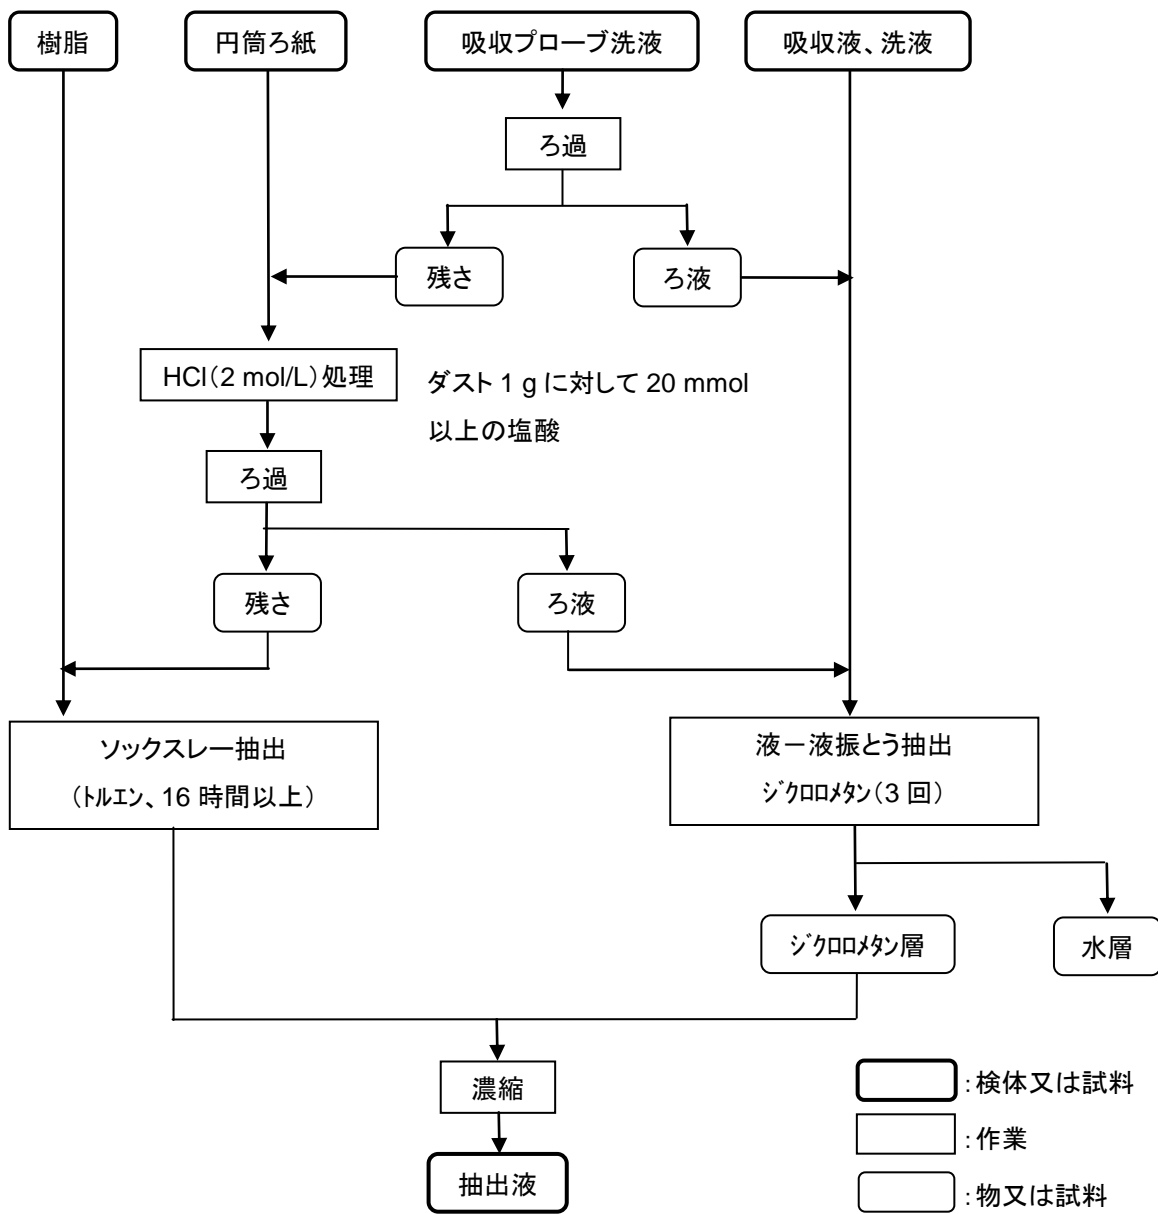 樹脂
円筒ろ紙
吸収プローブ洗液
吸収液、洗液
ろ過
残さ
ろ液
HCl（2 mol/L）処理
ダスト 1 g に対して 20 mmol
以上の塩酸
ろ過
残さ
ろ液
ソックスレー抽出
（ﾄﾙｴﾝ、16 時間以上）
液－液振とう抽出
ｼﾞｸﾛﾛﾒﾀﾝ（3 回）
ｼﾞｸﾛﾛﾒﾀﾝ層
水層
濃縮
抽出液
：検体又は試料
：作業
：物又は試料